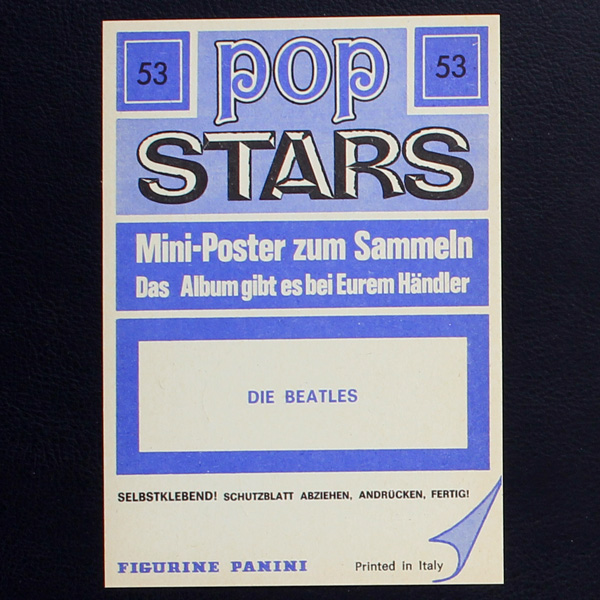 53 pop 53
STARS
Mini-Poster zum Sammeln
Das Album gibt es bei Eurem Händler
DIE BEATLES
SELBSTKLEBEND! SCHUTZBLATT ABZIEHEN, ANDRÜCKEN, FERTIG!
FIGURINE PANINI Printed in Italy